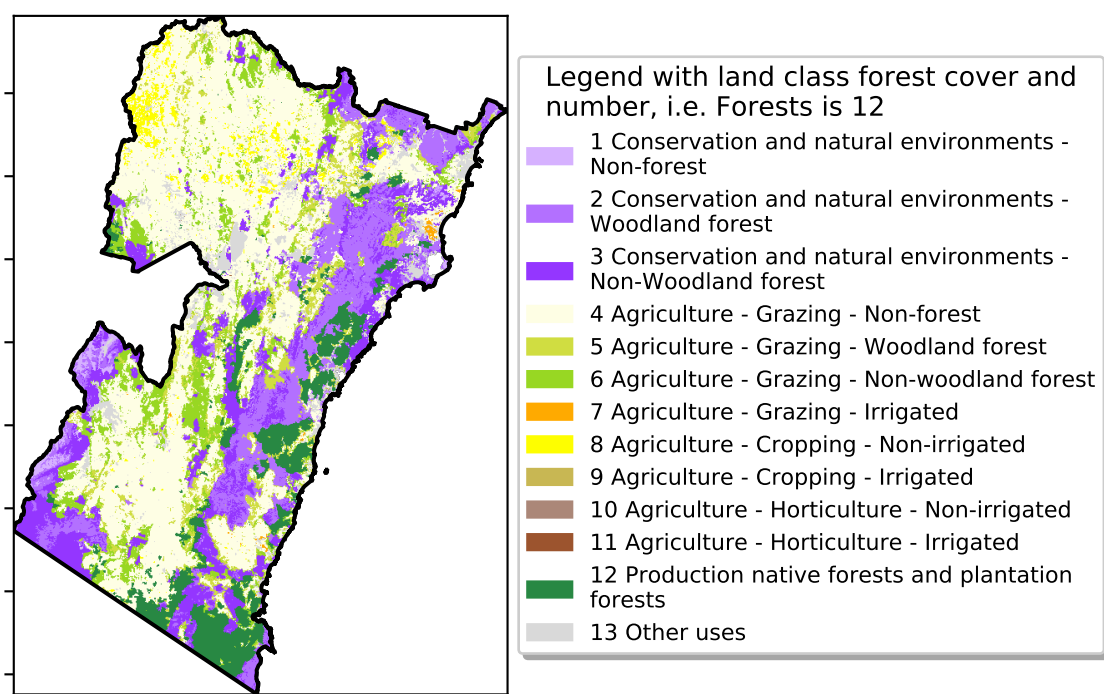 Legend with land class forest cover and
number, i.e. Forests is 12
1 Conservation and natural environments -
Non-forest
2 Conservation and natural environments -
Woodland forest
3 Conservation and natural environments -
Non-Woodland forest
4 Agriculture - Grazing - Non-forest
5 Agriculture - Grazing - Woodland forest
6 Agriculture - Grazing - Non-woodland forest
7 Agriculture - Grazing - Irrigated
8 Agriculture - Cropping - Non-irrigated
9 Agriculture - Cropping - Irrigated
10 Agriculture - Horticulture - Non-irrigated
11 Agriculture - Horticulture - Irrigated
12 Production native forests and plantation
forests
13 Other uses